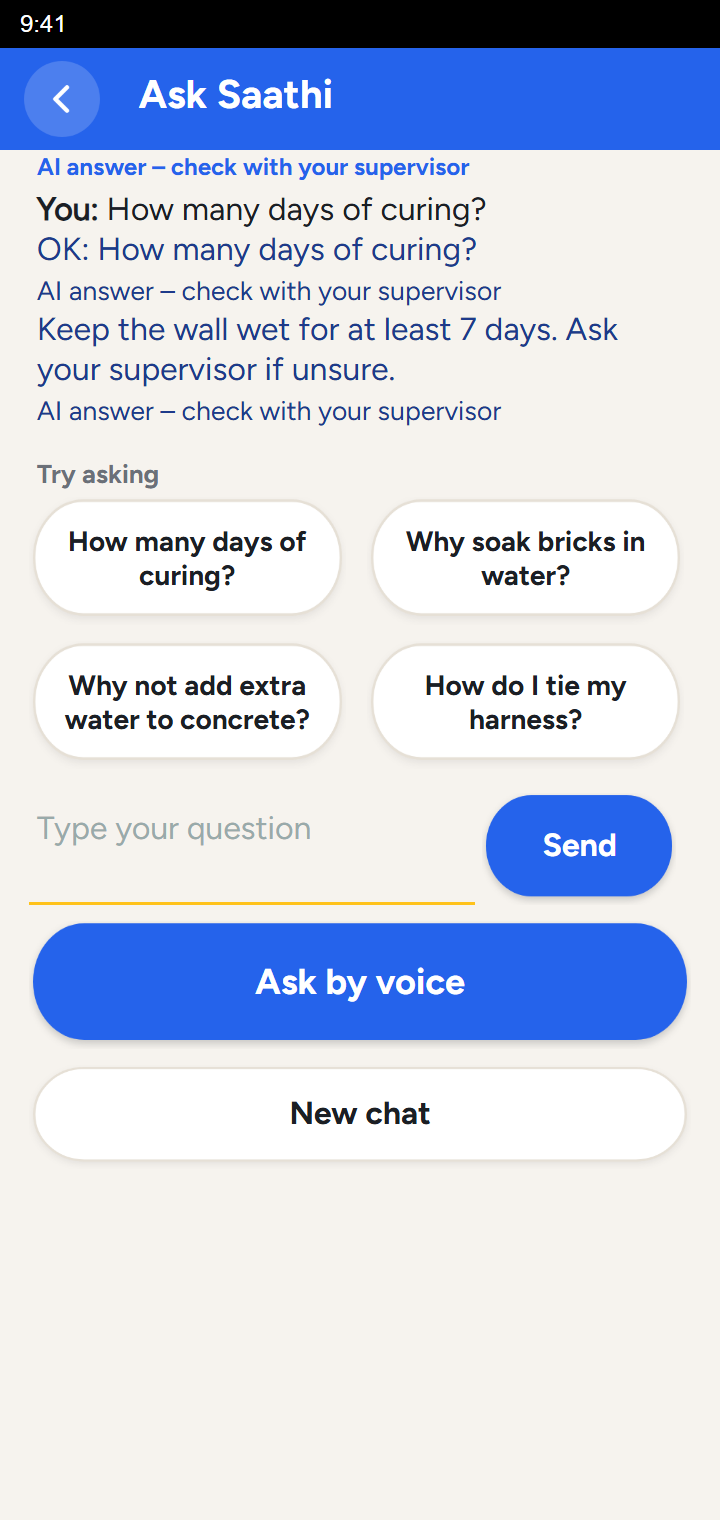 9:41
Ask Saathi
AI answer – check with your supervisor
You: How many days of curing?
OK: How many days of curing?
AI answer – check with your supervisor
Keep the wall wet for at least 7 days. Ask
your supervisor if unsure.
AI answer – check with your supervisor
Try asking
How many days of
curing?
Why soak bricks in
water?
Why not add extra
water to concrete?
How do I tie my
harness?
Type your question
Send
Ask by voice
New chat